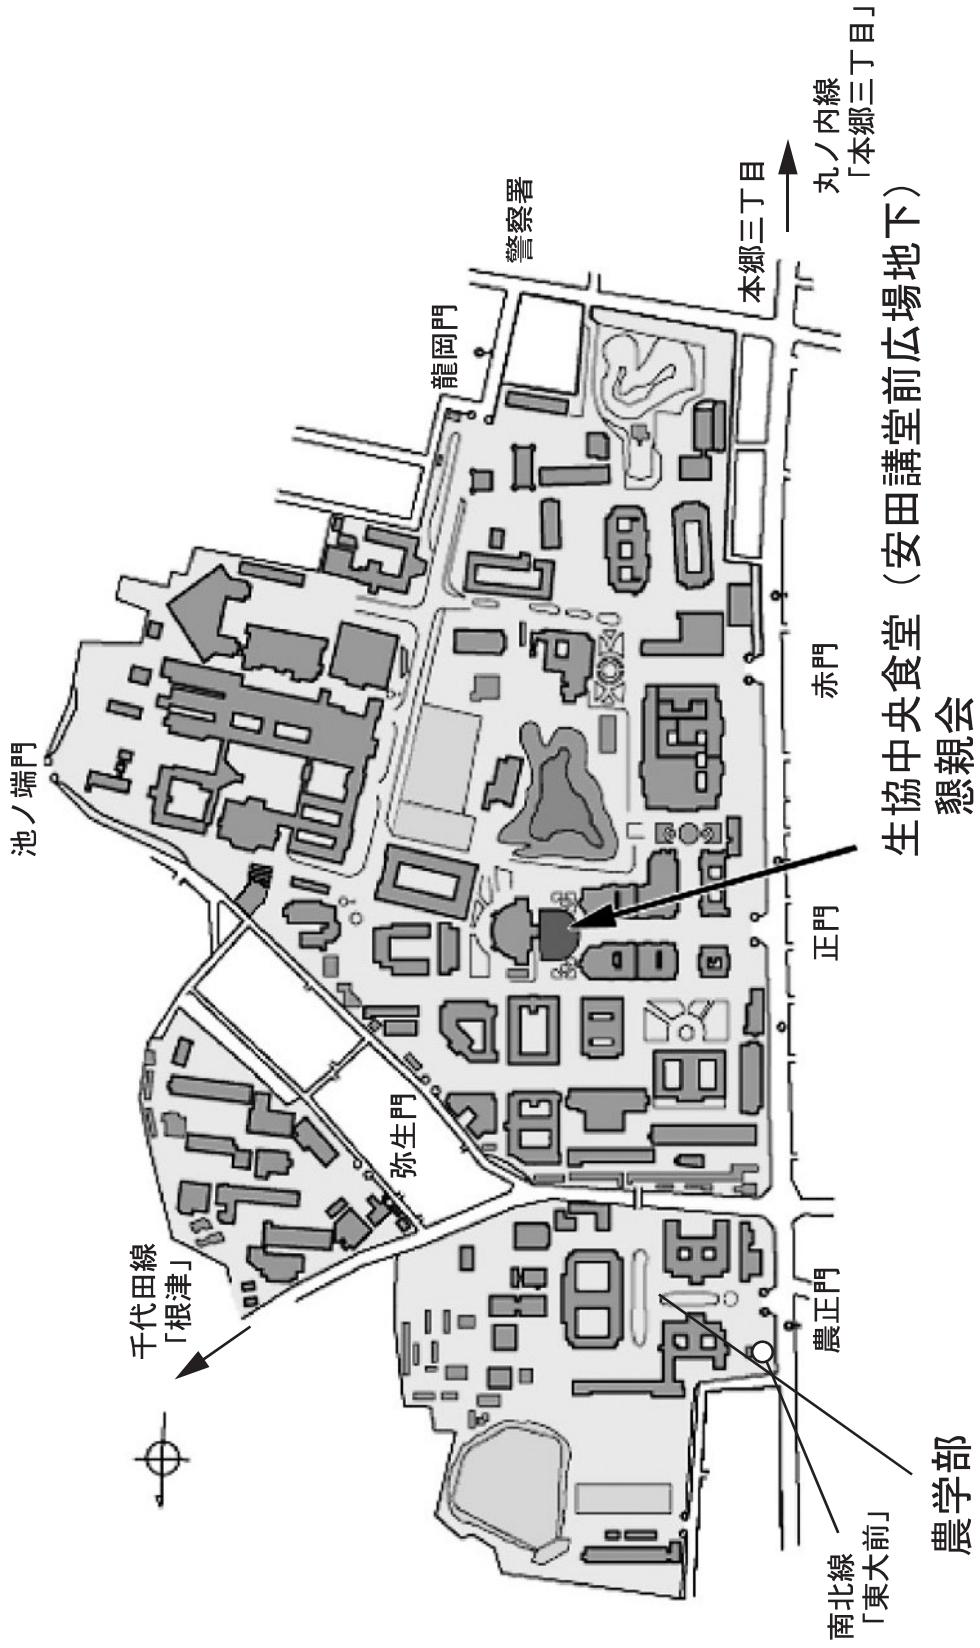 池ノ端門
龍岡門
警察署
本郷三丁目
丸ノ内線
「本郷三丁目」
千代田線
「根津」
弥生門
農正門
正門
赤門
南北線
「東大前」
農学部
生協中央食堂（安田講堂前広場地下）
懇親会